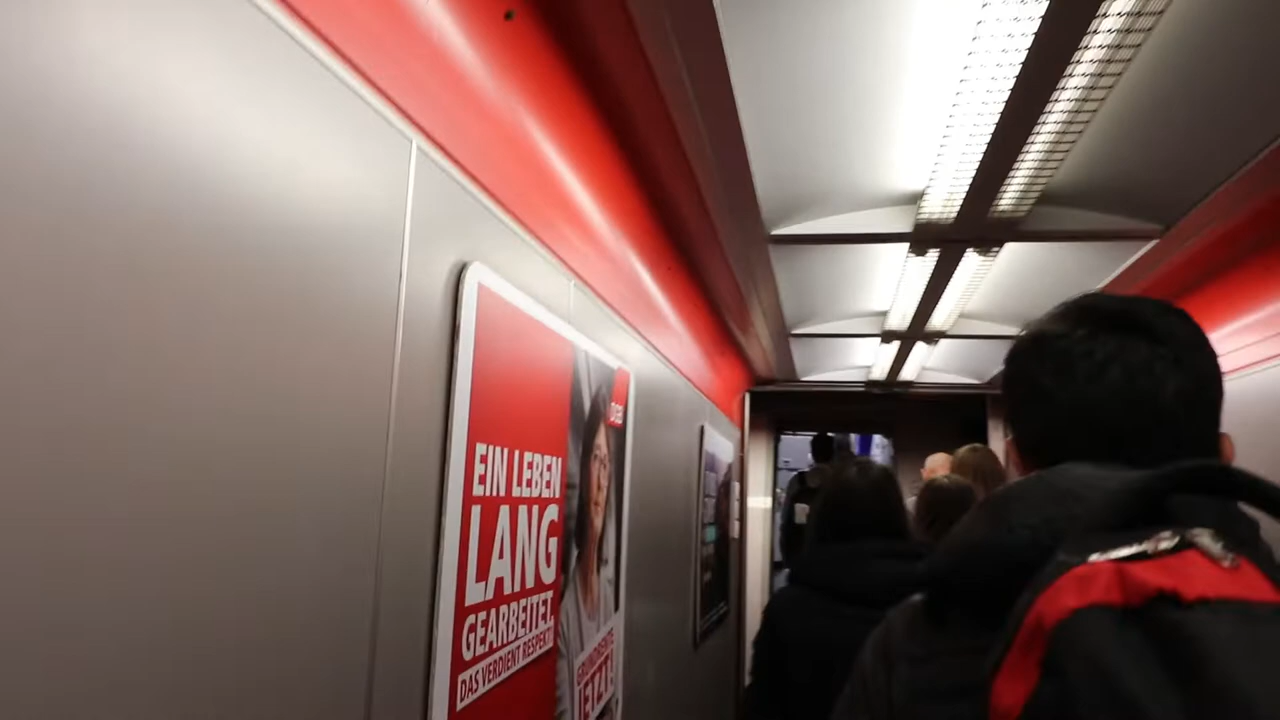 EIN LEBEN
LANG
GEARBEITET.
DAS VERDIENT RESPEKT!
GRUNDRENTE
JETZT!